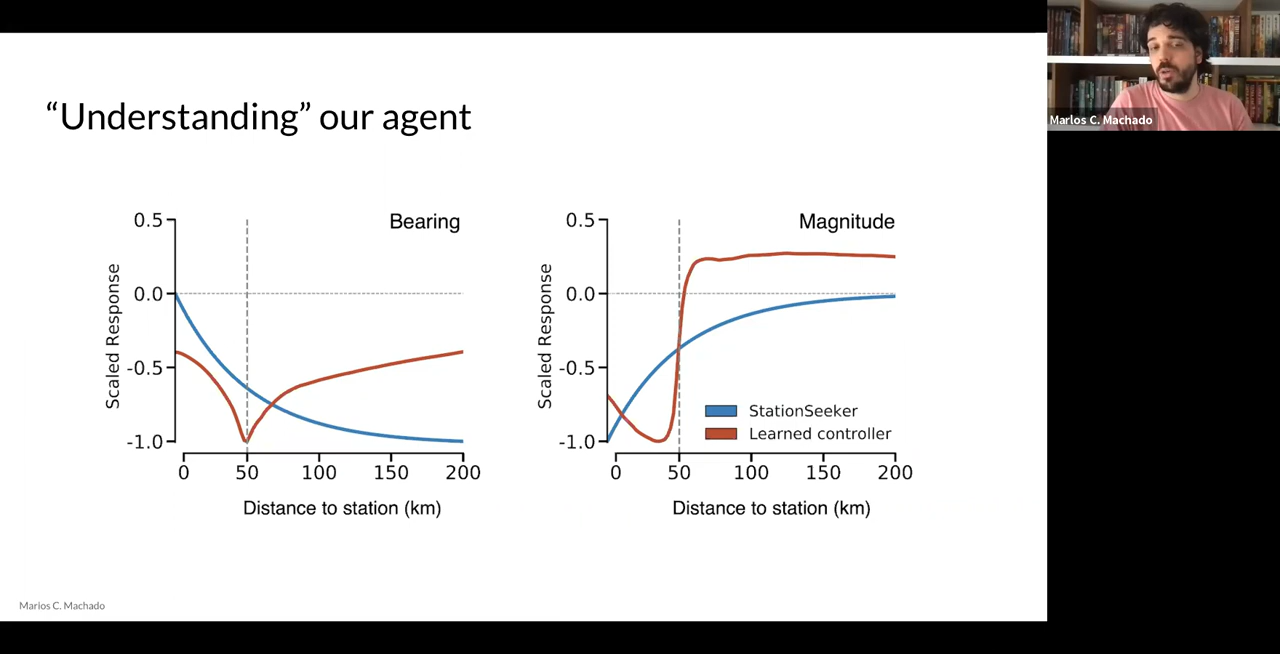 “Understanding” our agent
Marlos C. Machado
Bearing
0.5
0.0
-0.5
-1.0
Scaled Response
0 50 100 150 200
Distance to station (km)
Magnitude
0.5
0.0
-0.5
-1.0
Scaled Response
StationSeeker
Learned controller
0 50 100 150 200
Distance to station (km)
Marlos C. Machado